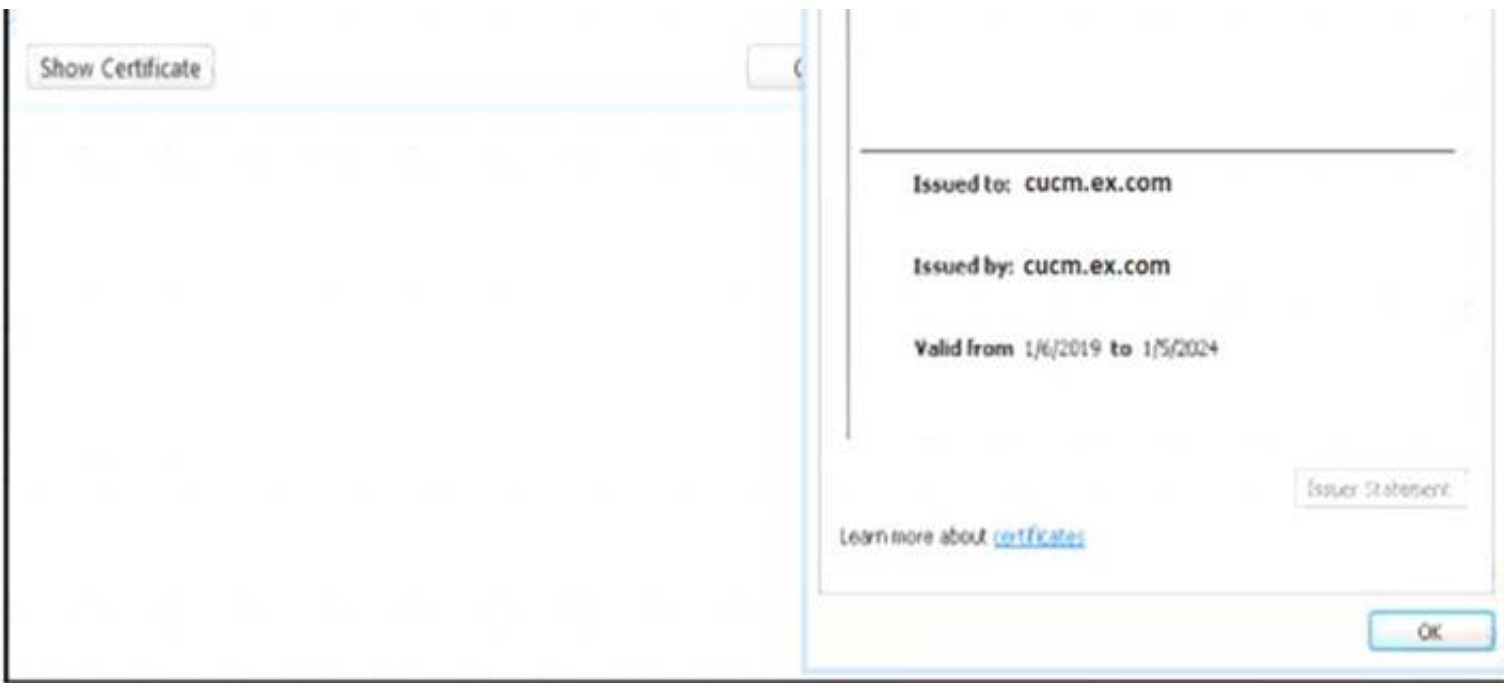 Show Certificate
Issued to: cucm.ex.com
Issued by: cucm.ex.com
Valid from 1/6/2019 to 1/5/2024
Issuer Statement
Learn more about certificates
OK